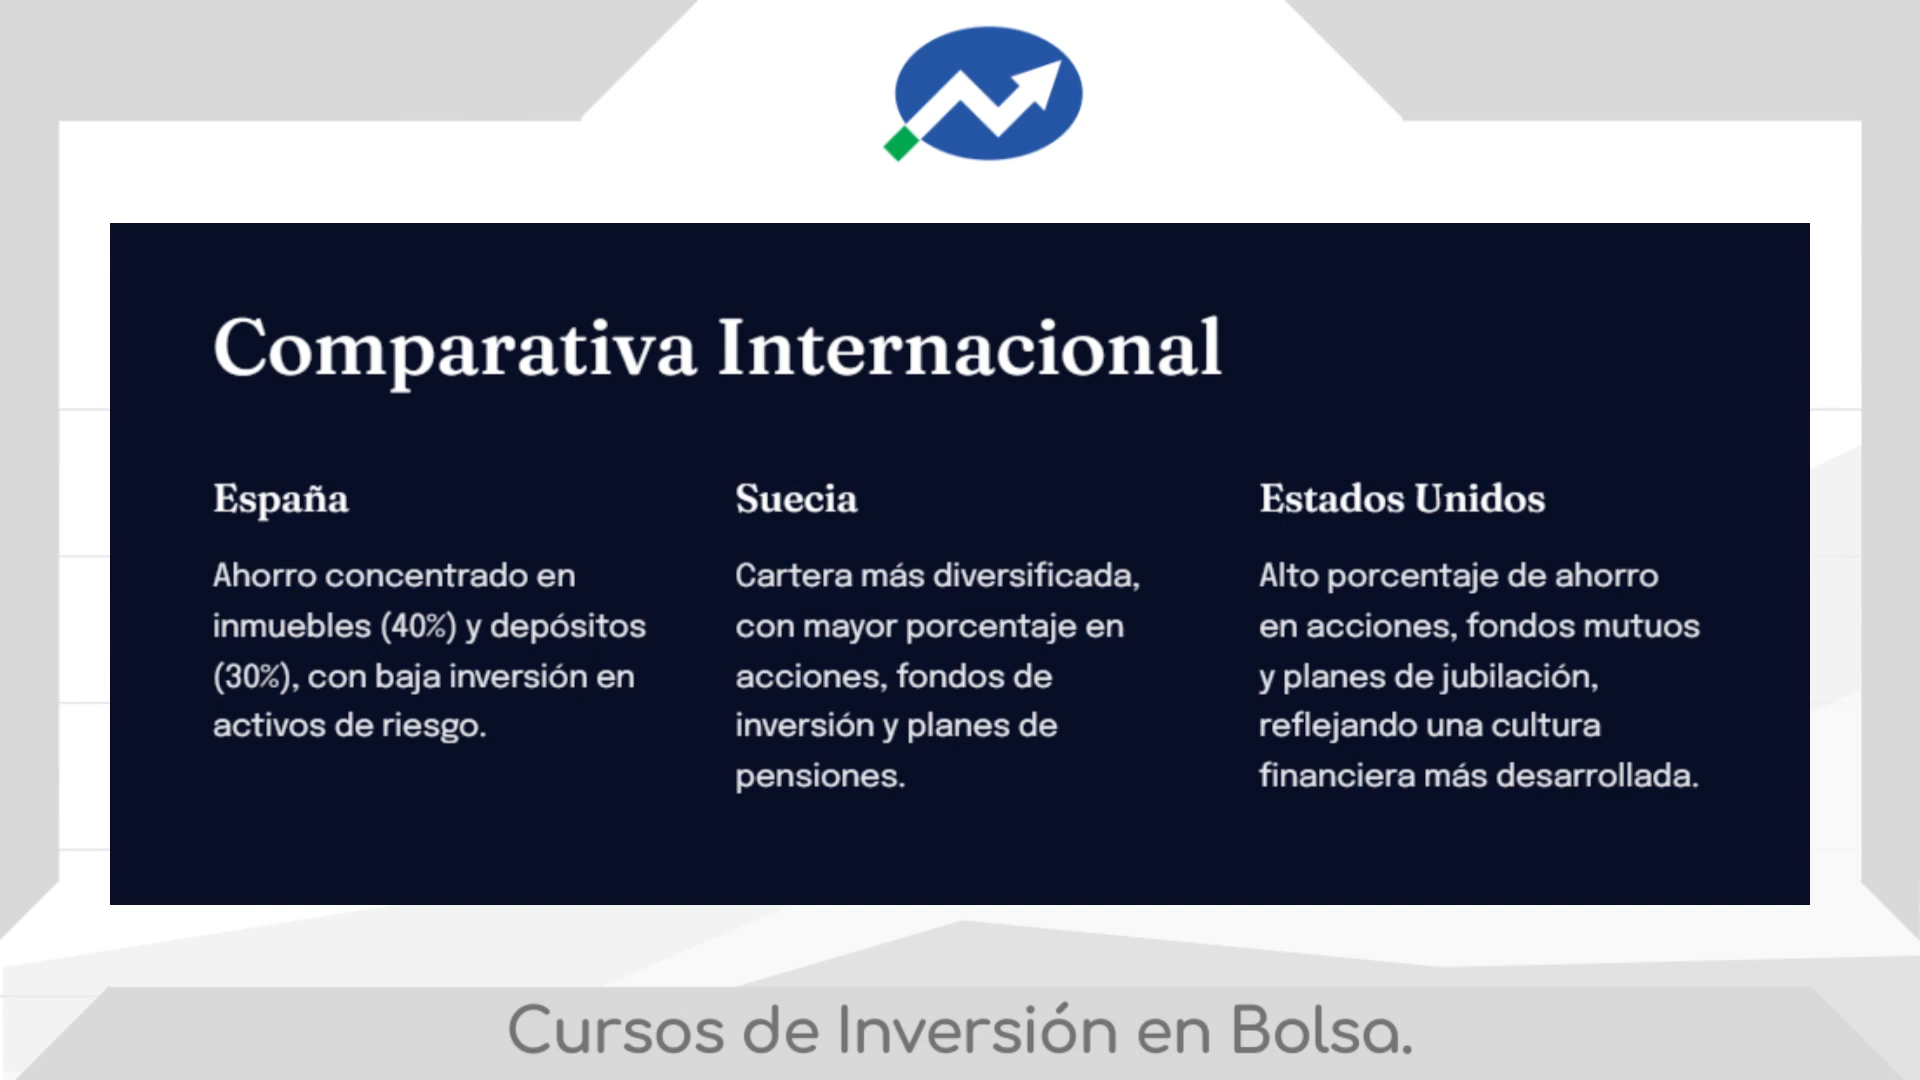 Comparativa Internacional
España
Ahorro concentrado en
inmuebles (40%) y depósitos
(30%), con baja inversión en
activos de riesgo.
Suecia
Cartera más diversificada,
con mayor porcentaje en
acciones, fondos de
inversión y planes de
pensiones.
Estados Unidos
Alto porcentaje de ahorro
en acciones, fondos mutuos
y planes de jubilación,
reflejando una cultura
financiera más desarrollada.
Cursos de Inversión en Bolsa.